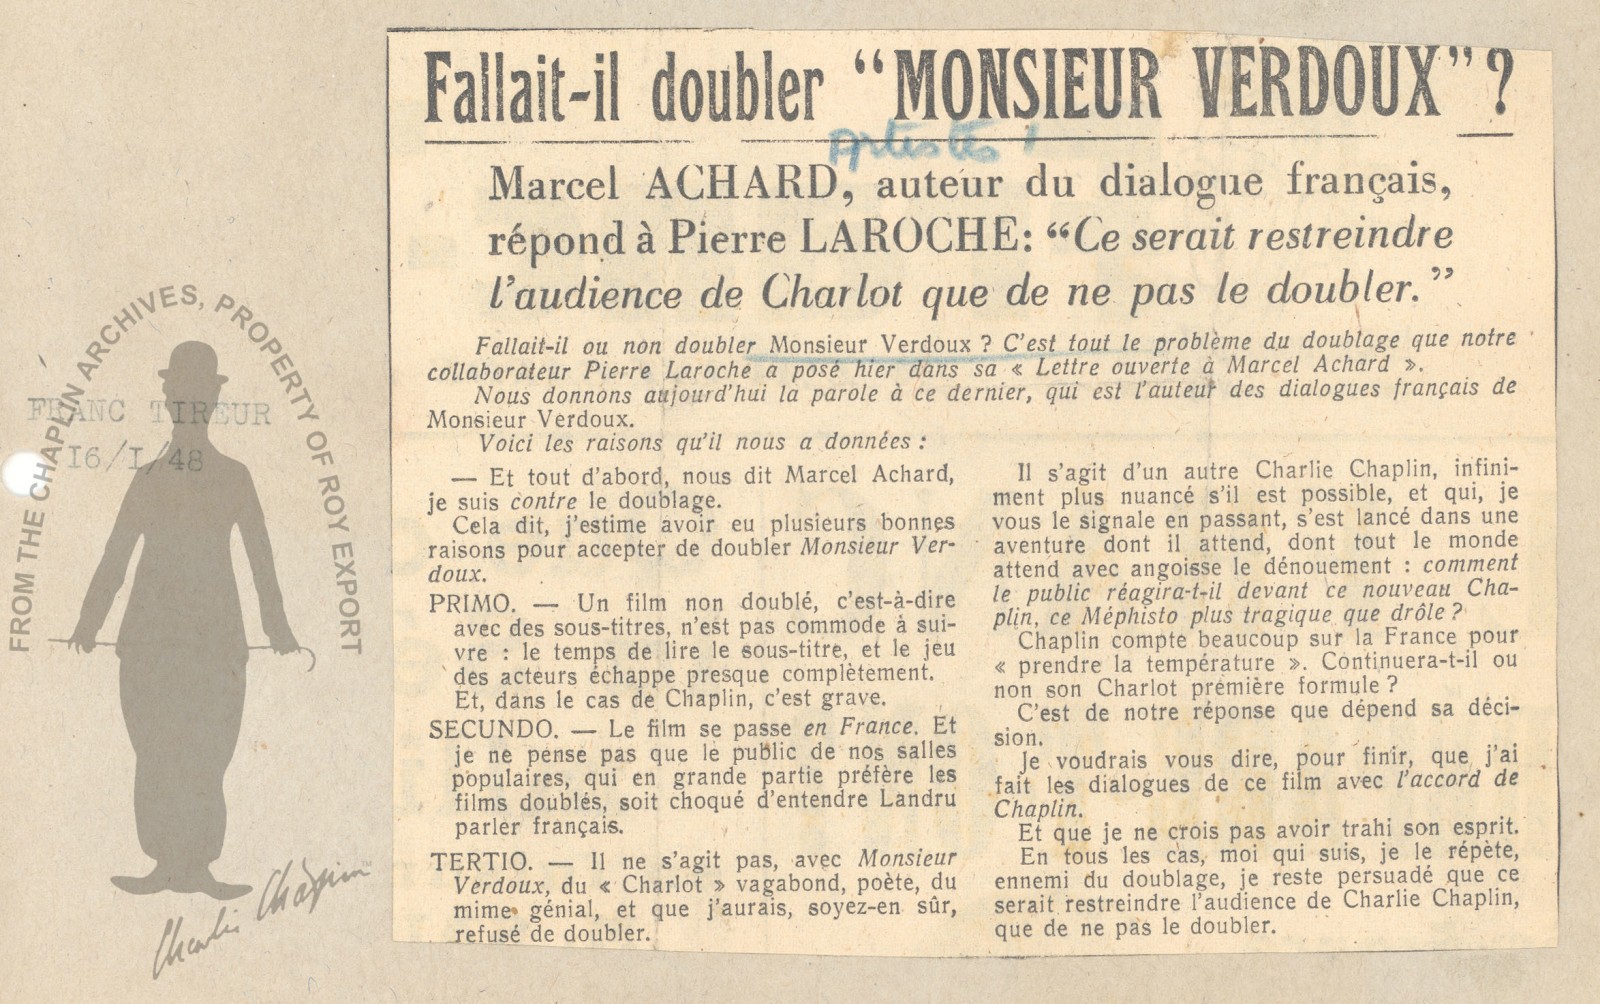 Fallait-il doubler “MONSIEUR VERDOUX” ?
Artistes !
Marcel ACHARD, auteur du dialogue français,
répond à Pierre LAROCHE: “Ce serait restreindre
l'audience de Charlot que de ne pas le doubler.”
Fallait-il ou non doubler Monsieur Verdoux ? C'est tout le problème du doublage que notre
collaborateur Pierre Laroche a posé hier dans sa « Lettre ouverte à Marcel Achard ».
Nous donnons aujourd'hui la parole à ce dernier, qui est l'auteur des dialogues français de
Monsieur Verdoux.
Voici les raisons qu'il nous a données :
— Et tout d'abord, nous dit Marcel Achard,
je suis contre le doublage.
Cela dit, j'estime avoir eu plusieurs bonnes
raisons pour accepter de doubler Monsieur Ver-
doux.
PRIMO. — Un film non doublé, c'est-à-dire
avec des sous-titres, n'est pas commode à sui-
vre : le temps de lire le sous-titre, et le jeu
des acteurs échappe presque complètement.
Et, dans le cas de Chaplin, c'est grave.
SECUNDO. — Le film se passe en France. Et
je ne pense pas que le public de nos salles
populaires, qui en grande partie préfère les
films doublés, soit choqué d'entendre Landru
parler français.
TERTIO. — Il ne s'agit pas, avec Monsieur
Verdoux, du « Charlot » vagabond, poète, du
mime génial, et que j'aurais, soyez-en sûr,
refusé de doubler.
Il s'agit d'un autre Charlie Chaplin, infini-
ment plus nuancé s'il est possible, et qui, je
vous le signale en passant, s'est lancé dans une
aventure dont il attend, dont tout le monde
attend avec angoisse le dénouement : comment
le public réagira-t-il devant ce nouveau Cha-
plin, ce Méphisto plus tragique que drôle ?
Chaplin compte beaucoup sur la France pour
« prendre la température ». Continuera-t-il ou
non son Charlot première formule ?
C'est de notre réponse que dépend sa déci-
sion.
Je voudrais vous dire, pour finir, que j'ai
fait les dialogues de ce film avec l'accord de
Chaplin.
Et que je ne crois pas avoir trahi son esprit.
En tous les cas, moi qui suis, je le répète,
ennemi du doublage, je reste persuadé que ce
serait restreindre l'audience de Charlie Chaplin,
que de ne pas le doubler.
FRANC TIREUR
16/I/48
FROM THE CHAPLIN ARCHIVES, PROPERTY OF ROY EXPORT
Charlie Chaplin™